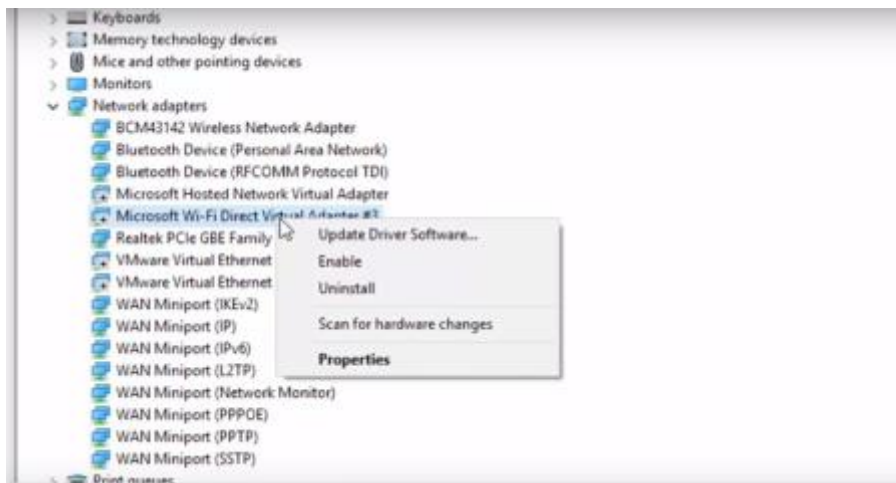 Keyboards
Memory technology devices
Mice and other pointing devices
Monitors
Network adapters
BCM43142 Wireless Network Adapter
Bluetooth Device (Personal Area Network)
Bluetooth Device (RFCOMM Protocol TDI)
Microsoft Hosted Network Virtual Adapter
Microsoft Wi-Fi Direct Virtual Adapter #3
Realtek PCIe GBE Family
VMware Virtual Ethernet
VMware Virtual Ethernet
WAN Miniport (IKEv2)
WAN Miniport (IP)
WAN Miniport (IPv6)
WAN Miniport (L2TP)
WAN Miniport (Network Monitor)
WAN Miniport (PPPOE)
WAN Miniport (PPTP)
WAN Miniport (SSTP)
Print queues
Update Driver Software...
Enable
Uninstall
Scan for hardware changes
Properties